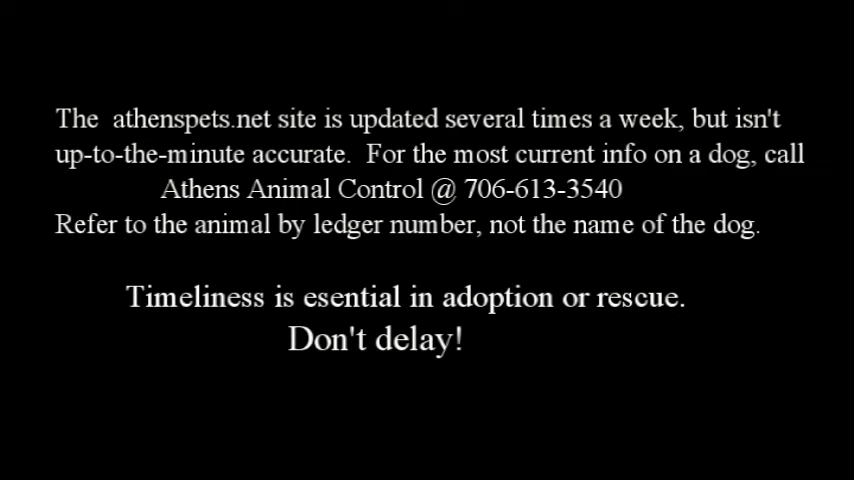 The  athenspets.net site is updated several times a week, but isn't
up-to-the-minute accurate.  For the most current info on a dog, call
Athens Animal Control @ 706-613-3540
Refer to the animal by ledger number, not the name of the dog.
Timeliness is esential in adoption or rescue.
Don't delay!